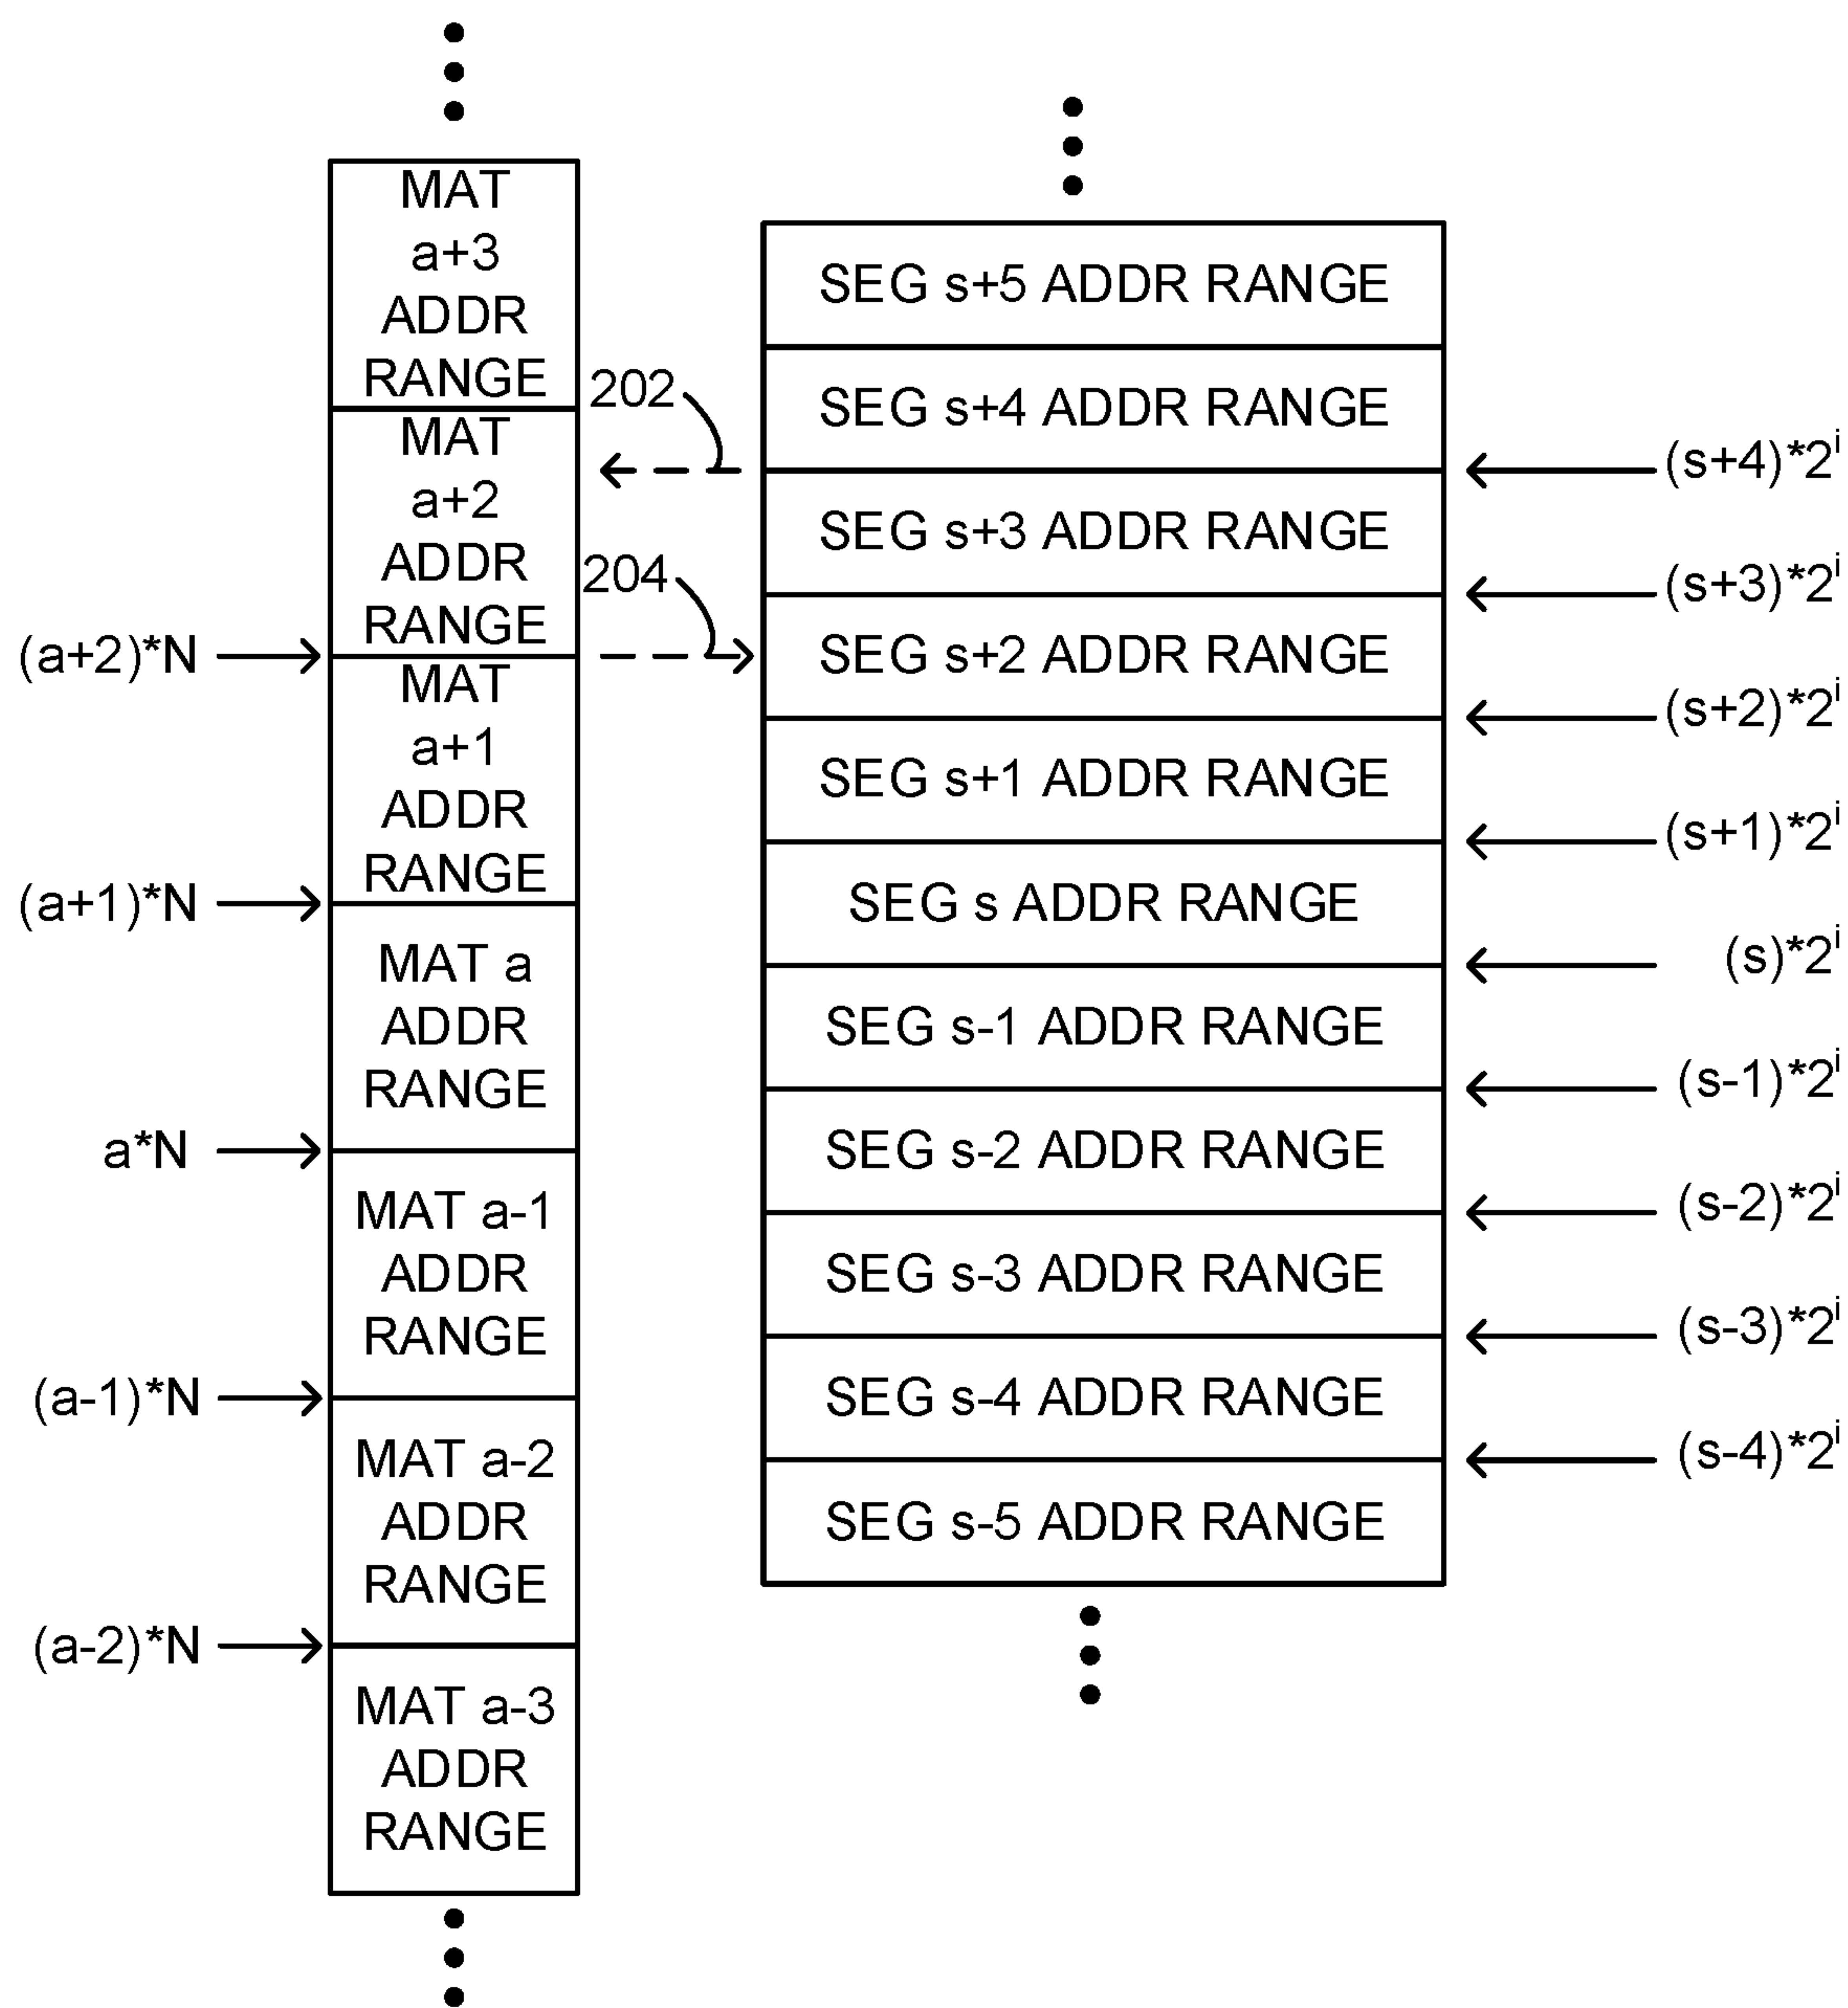 MAT
a+3
ADDR
RANGE
MAT
a+2
ADDR
RANGE
MAT
a+1
ADDR
RANGE
MAT a
ADDR
RANGE
MAT a-1
ADDR
RANGE
MAT a-2
ADDR
RANGE
MAT a-3
ADDR
RANGE
(a+2)*N
(a+1)*N
a*N
(a-1)*N
(a-2)*N
202
204
SEG s+5 ADDR RANGE
SEG s+4 ADDR RANGE
SEG s+3 ADDR RANGE
SEG s+2 ADDR RANGE
SEG s+1 ADDR RANGE
SEG s ADDR RANGE
SEG s-1 ADDR RANGE
SEG s-2 ADDR RANGE
SEG s-3 ADDR RANGE
SEG s-4 ADDR RANGE
SEG s-5 ADDR RANGE
(s+4)*2^i
(s+3)*2^i
(s+2)*2^i
(s+1)*2^i
(s)*2^i
(s-1)*2^i
(s-2)*2^i
(s-3)*2^i
(s-4)*2^i